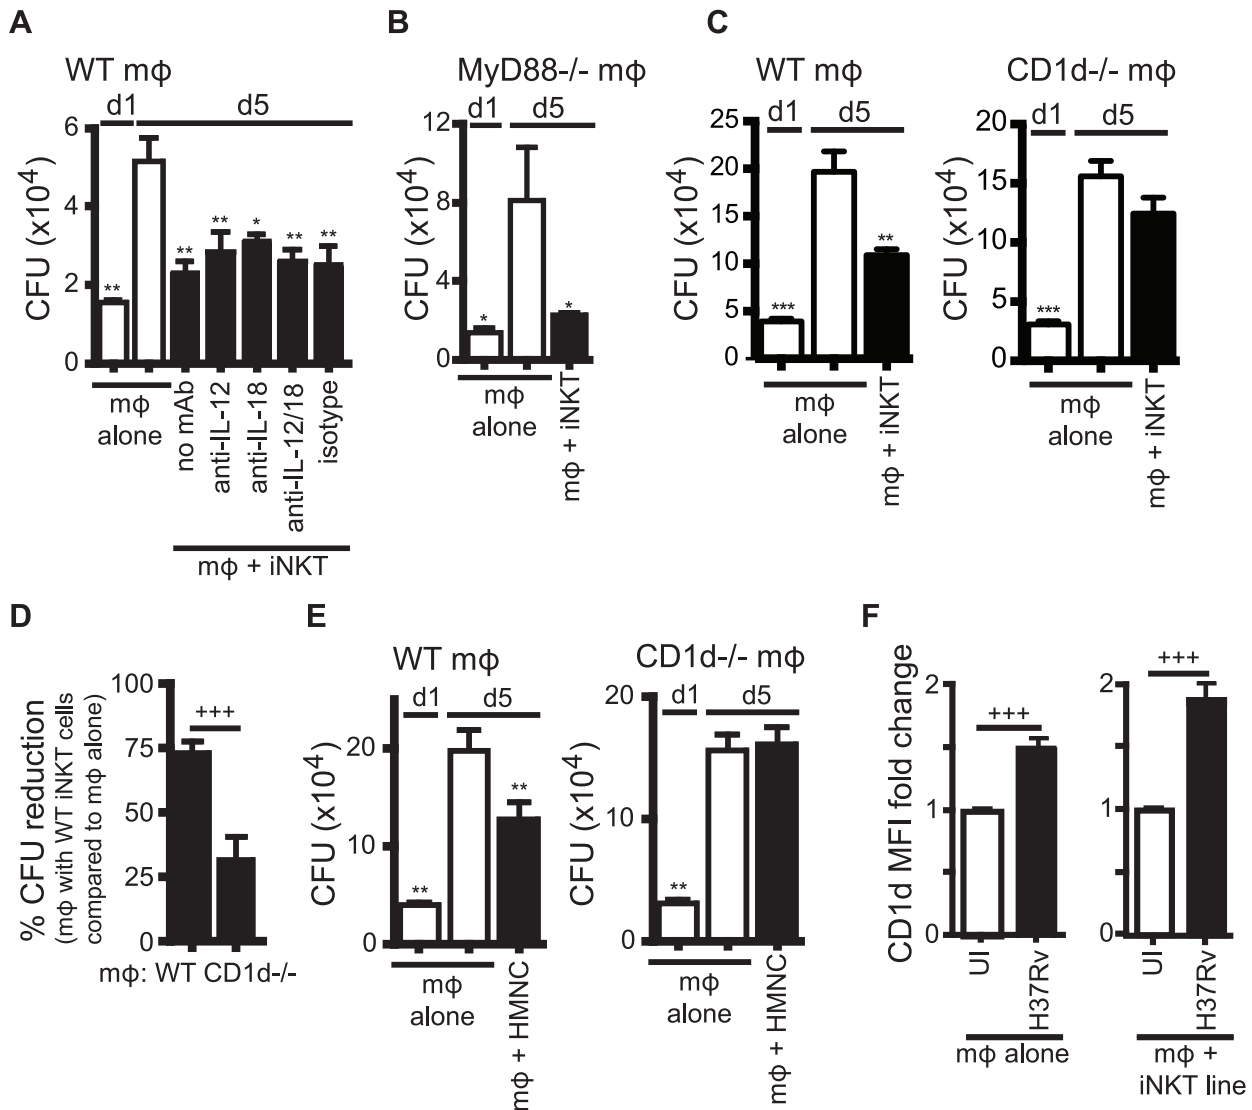 A
WT mφ
d1 d5
CFU (x10⁴)
6
4
2
0
** ** ** * ** **
mφ
alone
no mAb
anti-IL-12
anti-IL-18
anti-IL-12/18
isotype
mφ + iNKT
B
MyD88-/- mφ
d1 d5
CFU (x10⁴)
12
8
4
0
* *
mφ
alone
mφ + iNKT
C
WT mφ
d1 d5
CFU (x10⁴)
25
20
15
10
5
0
*** **
mφ
alone
mφ + iNKT
CD1d-/- mφ
d1 d5
CFU (x10⁴)
20
15
10
5
0
***
mφ
alone
mφ + iNKT
D
% CFU reduction
(mφ with WT iNKT cells
compared to mφ alone)
100
75
50
25
0
+++
mφ: WT CD1d-/-
E
WT mφ
d1 d5
CFU (x10⁴)
20
10
0
** **
mφ
alone
mφ + HMNC
CD1d-/- mφ
d1 d5
CFU (x10⁴)
20
10
0
**
mφ
alone
mφ + HMNC
F
CD1d MFI fold change
2
1
0
+++
UI
H37Rv
mφ alone
2
1
0
+++
UI
H37Rv
mφ +
iNKT line